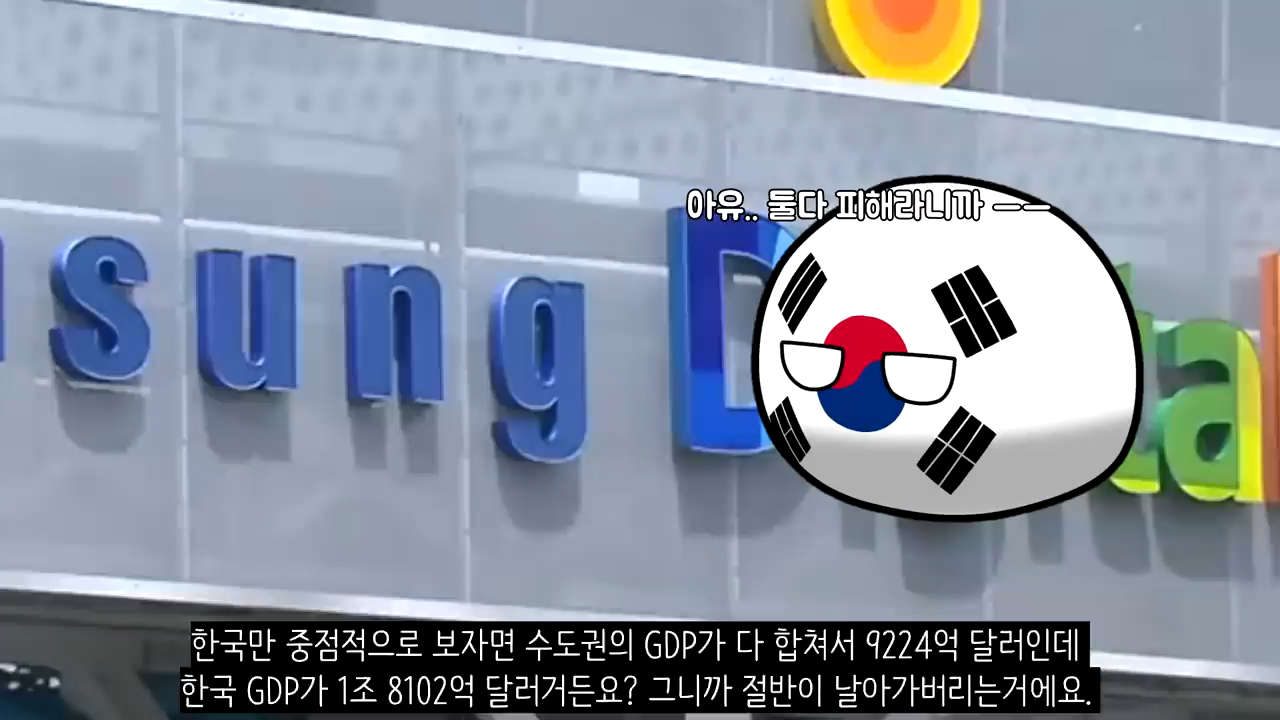 sung D tal
아유.. 둘다 피해라니까 ㅡㅡ
한국만 중점적으로 보자면 수도권의 GDP가 다 합쳐서 9224억 달러인데
한국 GDP가 1조 8102억 달러거든요? 그니까 절반이 날아가버리는거에요.